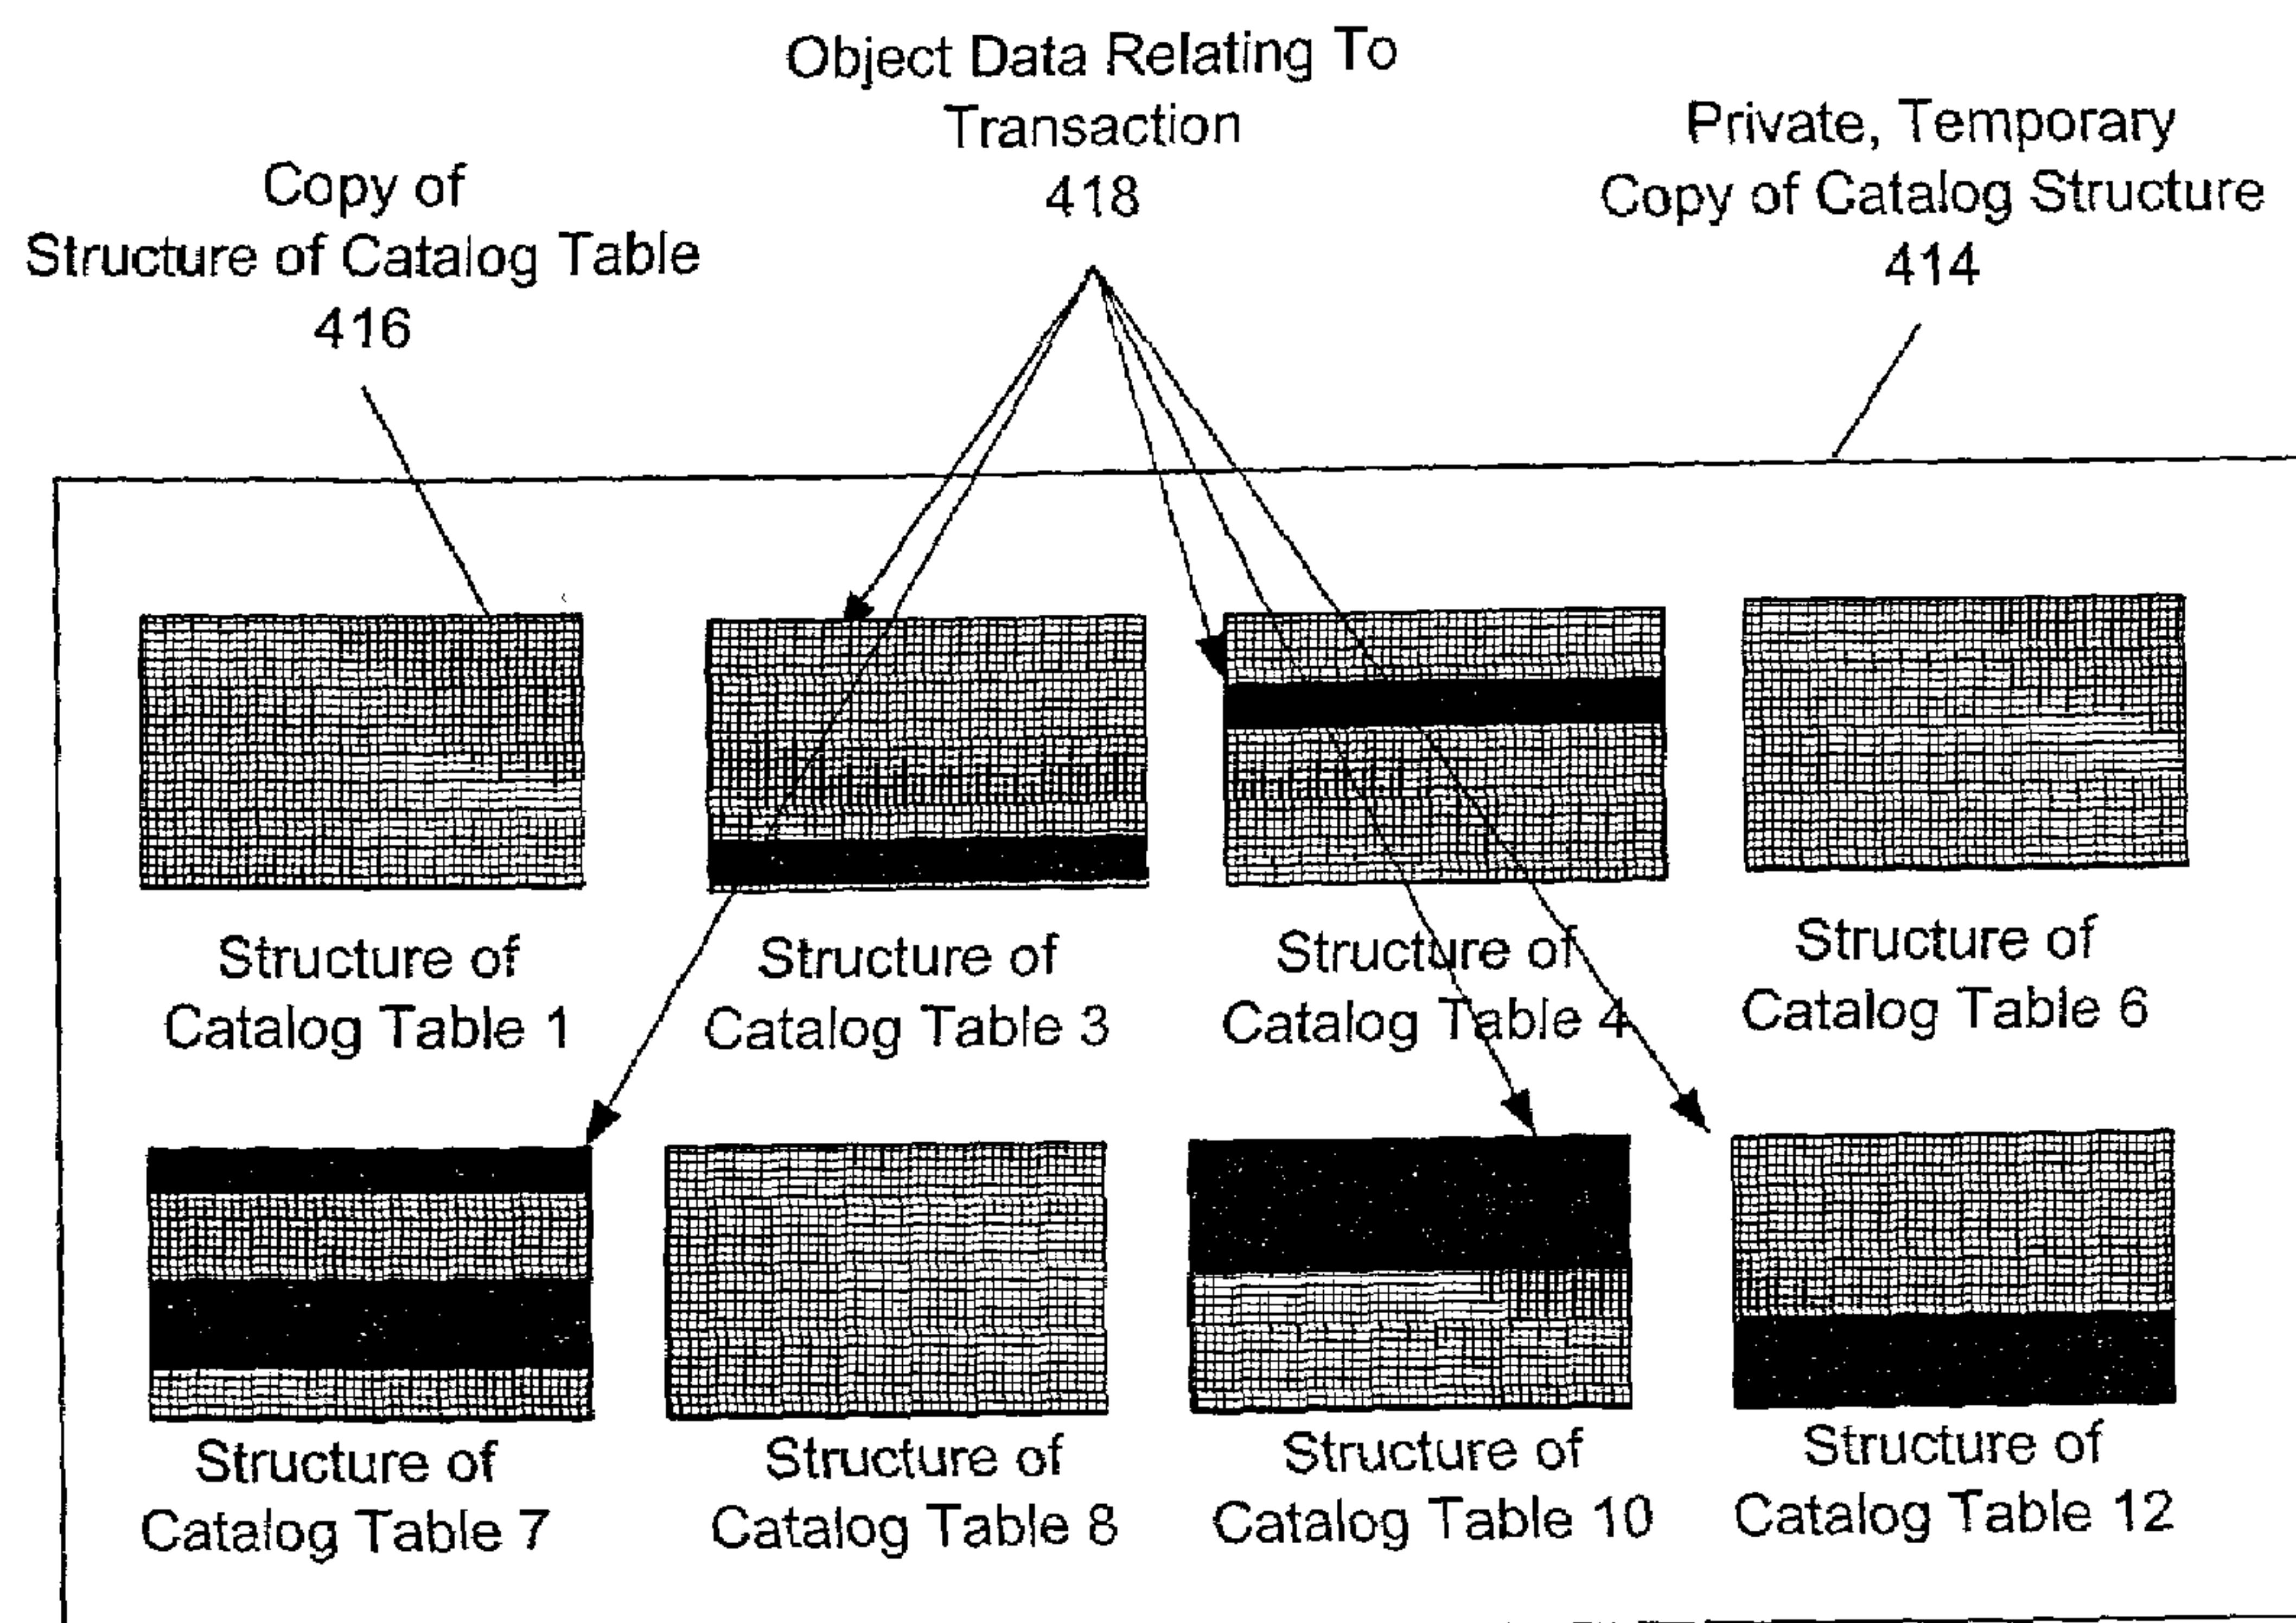 Object Data Relating To
Transaction
418
Private, Temporary
Copy of Catalog Structure
414
Copy of
Structure of Catalog Table
416
Structure of
Catalog Table 1
Structure of
Catalog Table 3
Structure of
Catalog Table 4
Structure of
Catalog Table 6
Structure of
Catalog Table 7
Structure of
Catalog Table 8
Structure of
Catalog Table 10
Structure of
Catalog Table 12